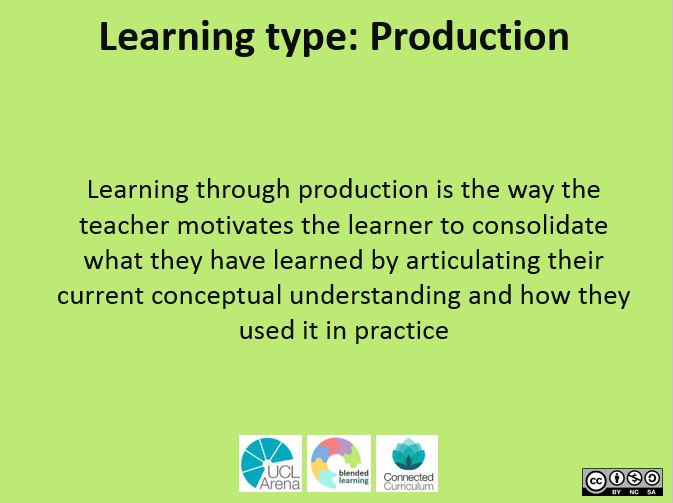 Learning type: Production
Learning through production is the way the
teacher motivates the learner to consolidate
what they have learned by articulating their
current conceptual understanding and how they
used it in practice
UCL
Arena
blended
learning
Connected
Curriculum
cc
BY NC SA